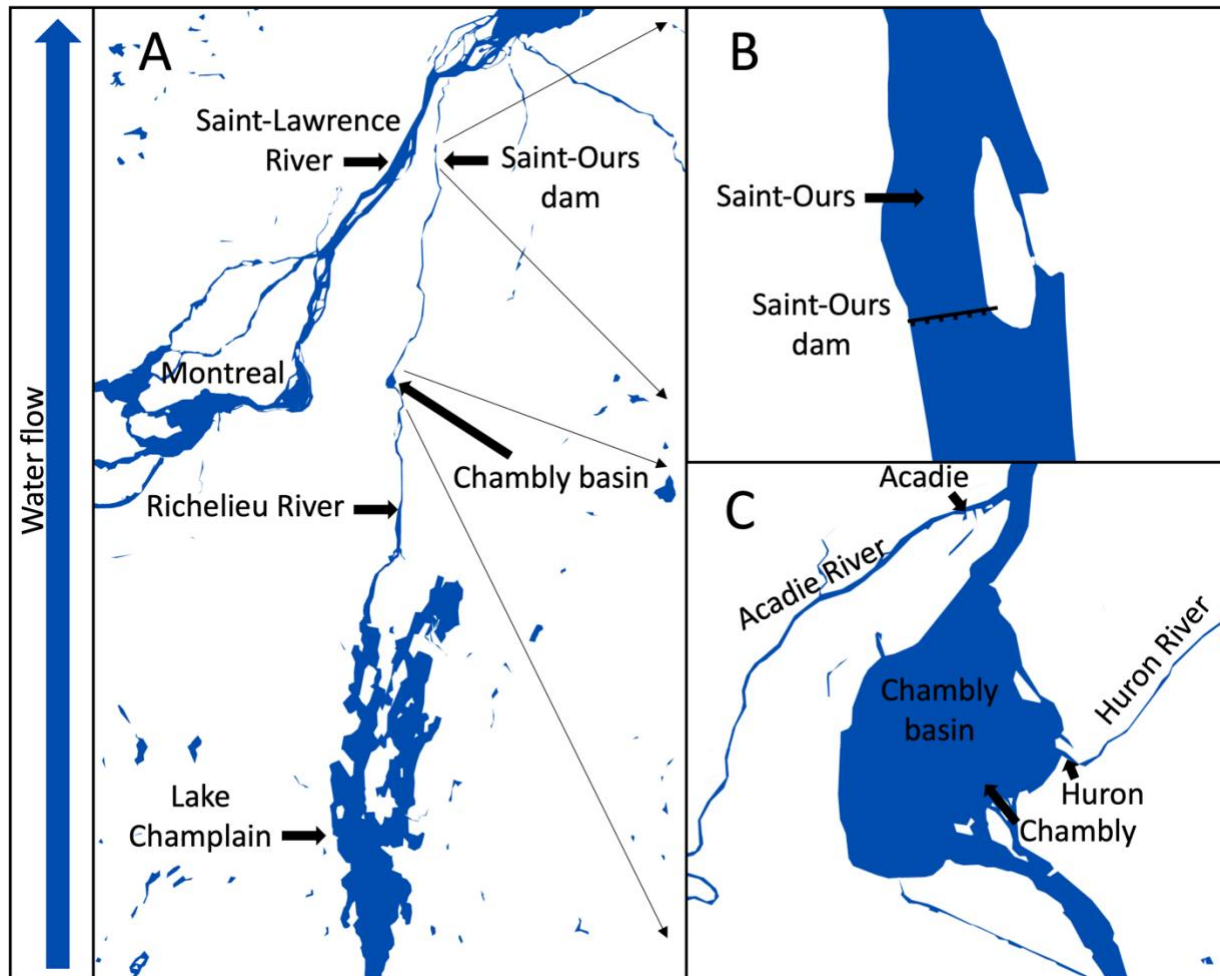 Water flow
A
Saint-Lawrence
River
Saint-Ours
dam
Montreal
Chambly basin
Richelieu River
Lake
Champlain
B
Saint-Ours
Saint-Ours
dam
C
Acadie
Acadie River
Huron River
Chambly
basin
Huron
Chambly